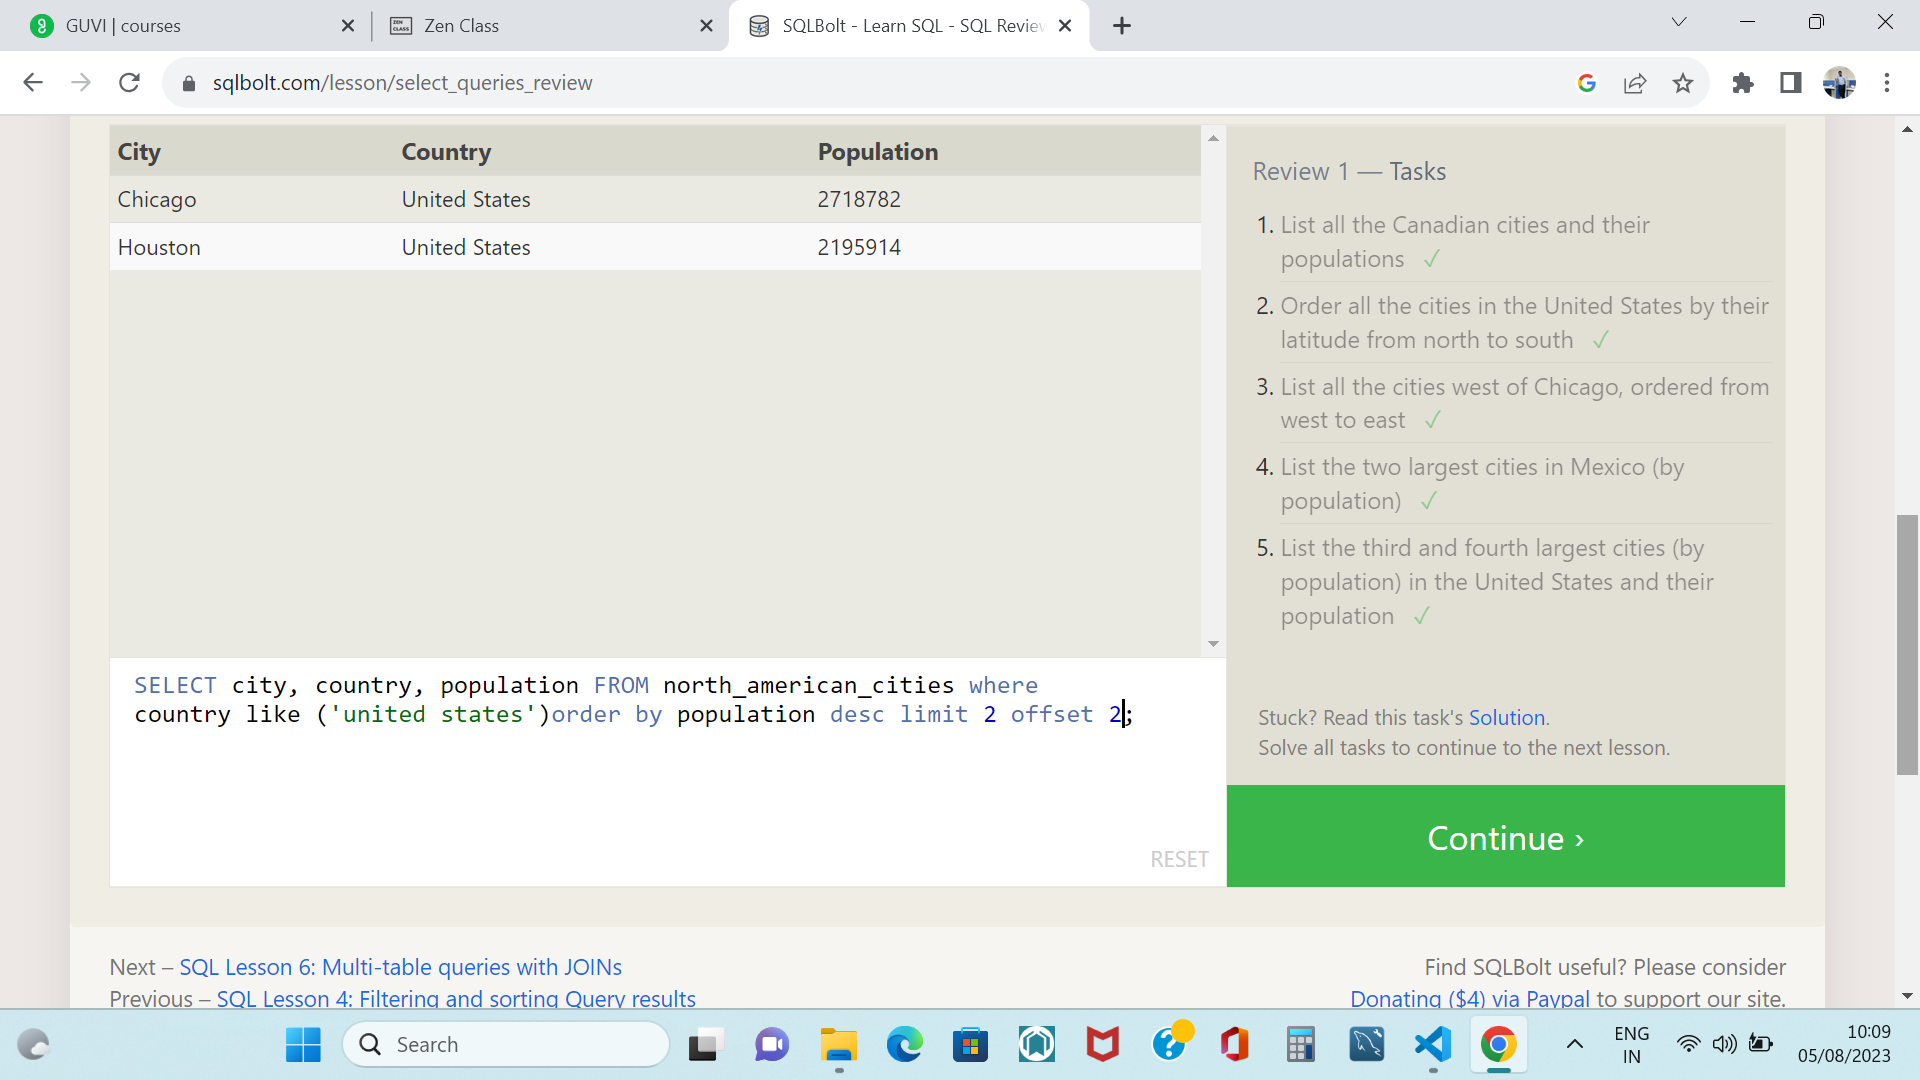 GUVI | courses
Zen Class
SQLBolt - Learn SQL - SQL Review
sqlbolt.com/lesson/select_queries_review
City Country Population
Chicago United States 2718782
Houston United States 2195914
Review 1 — Tasks
1. List all the Canadian cities and their
populations ✓
2. Order all the cities in the United States by their
latitude from north to south ✓
3. List all the cities west of Chicago, ordered from
west to east ✓
4. List the two largest cities in Mexico (by
population) ✓
5. List the third and fourth largest cities (by
population) in the United States and their
population ✓
SELECT city, country, population FROM north_american_cities where
country like ('united states')order by population desc limit 2 offset 2;
RESET
Stuck? Read this task's Solution.
Solve all tasks to continue to the next lesson.
Continue ›
Next – SQL Lesson 6: Multi-table queries with JOINs
Previous – SQL Lesson 4: Filtering and sorting Query results
Find SQLBolt useful? Please consider
Donating ($4) via Paypal to support our site.
Search
ENG
IN
10:09
05/08/2023